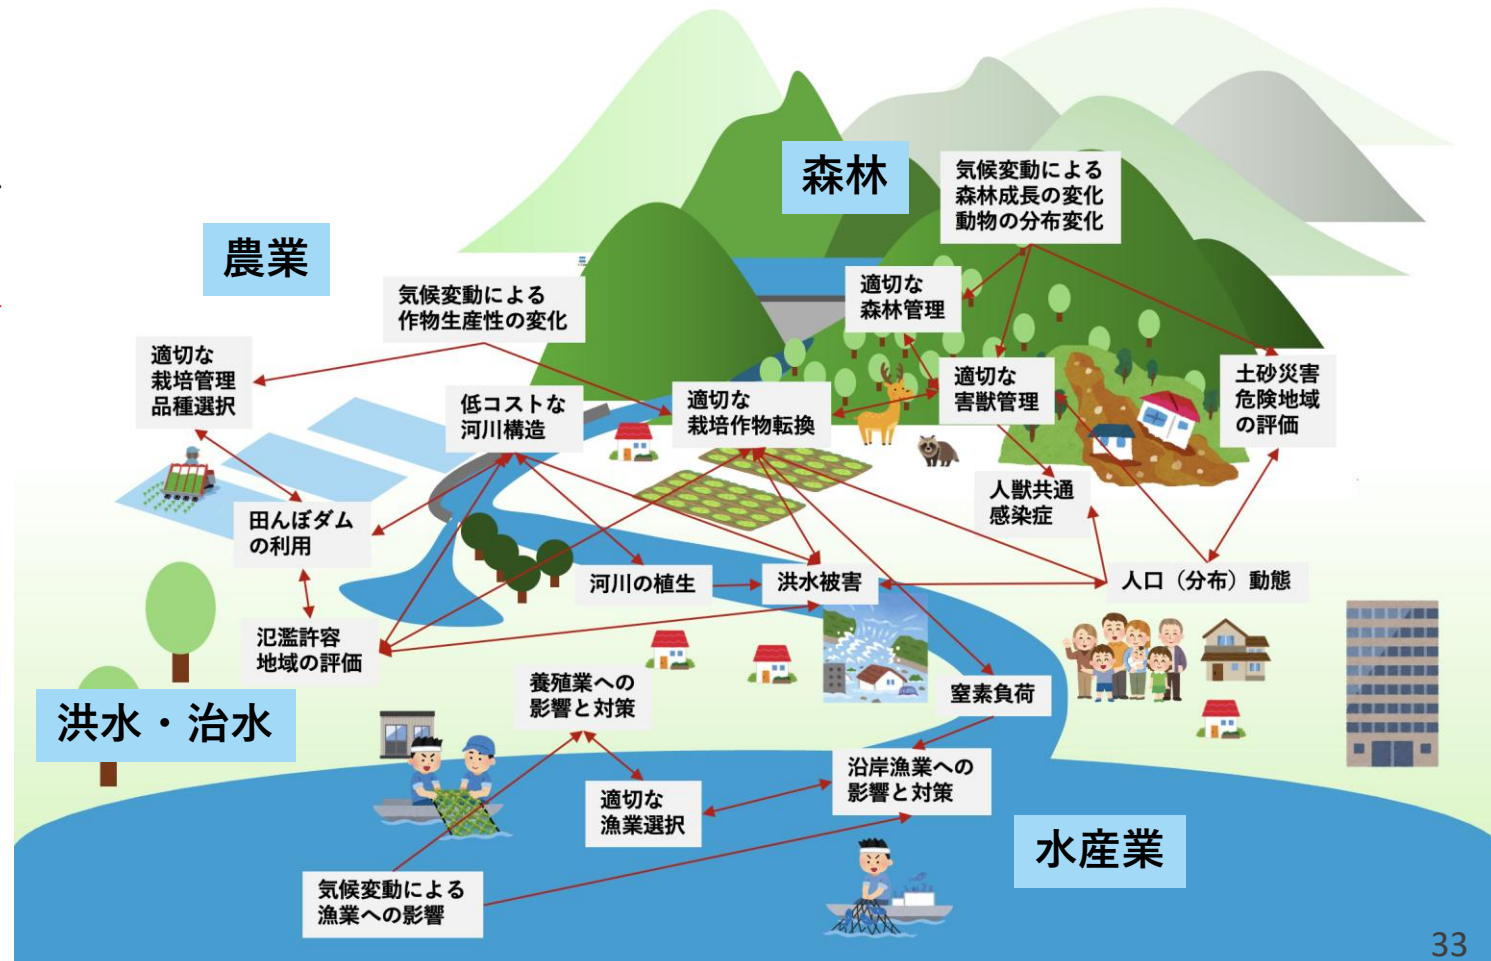 森林
気候変動による
森林成長の変化
動物の分布変化
農業
気候変動による
作物生産性の変化
適切な
森林管理
適切な
栽培管理
品種選択
低コストな
河川構造
適切な
栽培作物転換
適切な
害獣管理
土砂災害
危険地域
の評価
人獣共通
感染症
田んぼダム
の利用
河川の植生
洪水被害
人口（分布）動態
氾濫許容
地域の評価
養殖業への
影響と対策
窒素負荷
洪水・治水
沿岸漁業への
影響と対策
適切な
漁業選択
水産業
気候変動による
漁業への影響
33